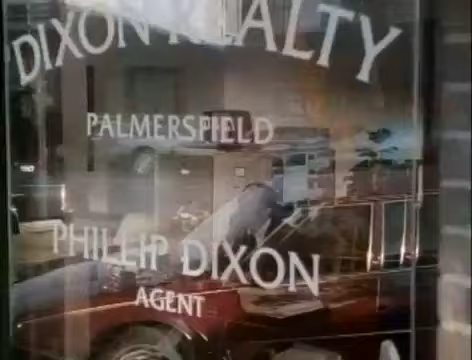 DIXON REALTY
PALMERSFIELD
PHILLIP DIXON
AGENT